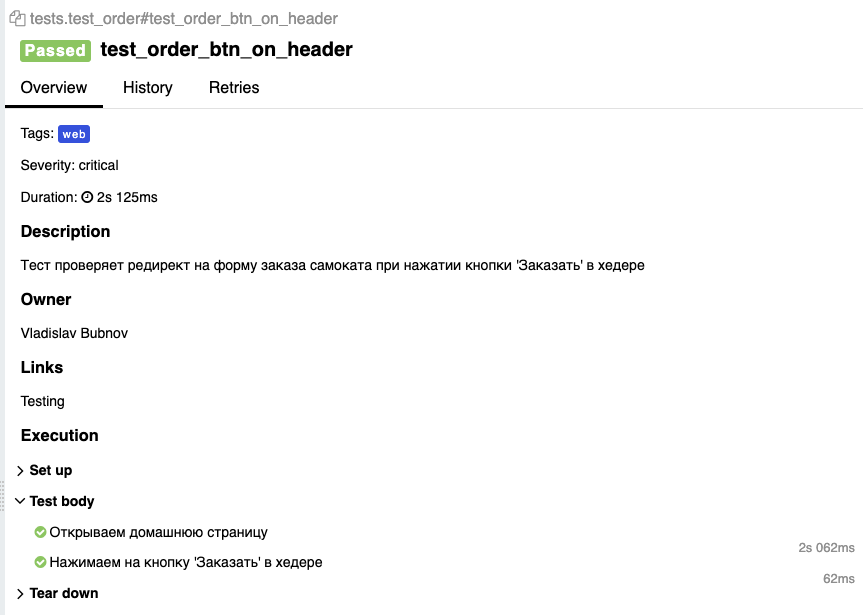 tests.test_order#test_order_btn_on_header
Passed test_order_btn_on_header
Overview History Retries
Tags: web
Severity: critical
Duration: 2s 125ms
Description
Тест проверяет редирект на форму заказа самоката при нажатии кнопки 'Заказать' в хедере
Owner
Vladislav Bubnov
Links
Testing
Execution
Set up
Test body
Открываем домашнюю страницу
2s 062ms
Нажимаем на кнопку 'Заказать' в хедере
62ms
Tear down